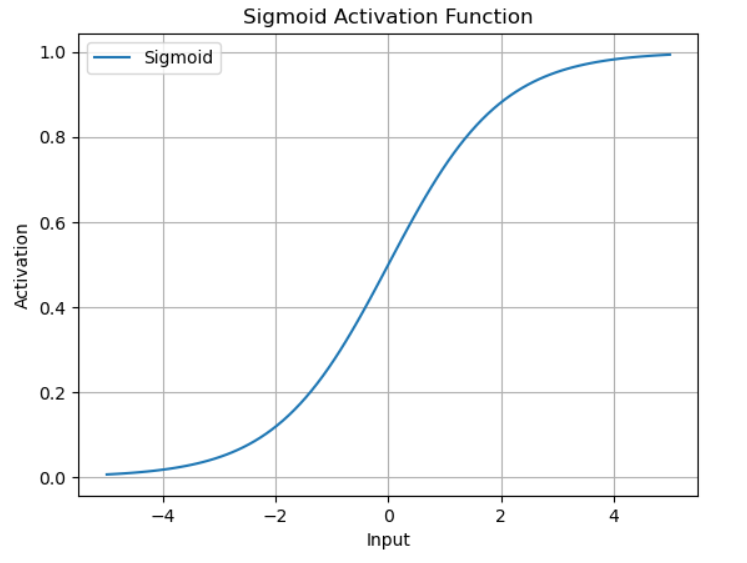 Sigmoid Activation Function
Sigmoid
1.0
0.8
0.6
0.4
0.2
0.0
Activation
−4 −2 0 2 4
Input